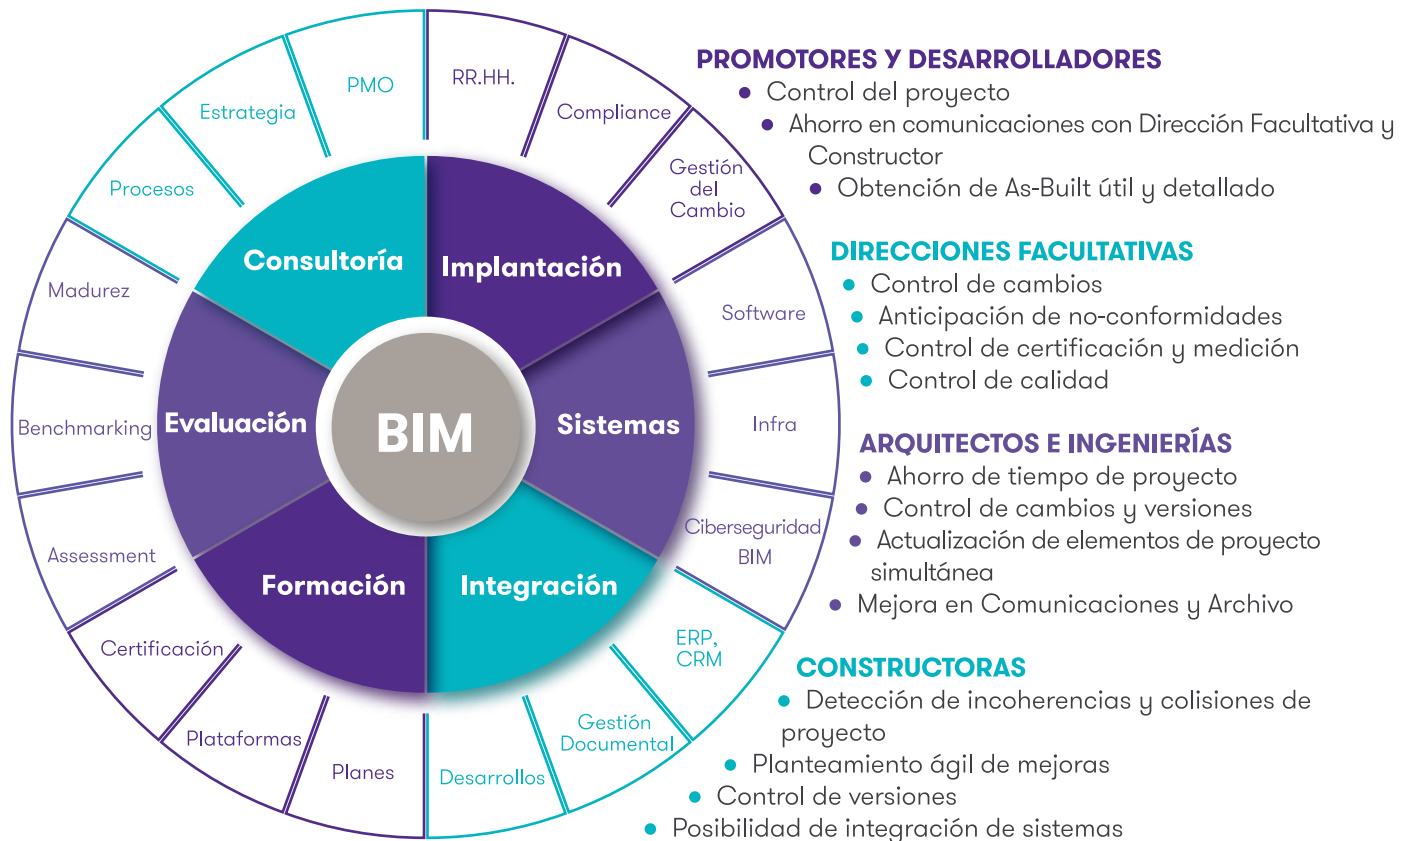 PMO
RR.HH.
Estrategia
Compliance
Procesos
Gestión
del
Cambio
Madurez
Software
Benchmarking
Infra
Assessment
Ciberseguridad
BIM
Certificación
ERP,
CRM
Plataformas
Gestión
Documental
Planes
Desarrollos
Consultoría
Implantación
Evaluación
BIM
Sistemas
Formación
Integración
PROMOTORES Y DESARROLLADORES
● Control del proyecto
● Ahorro en comunicaciones con Dirección Facultativa y
Constructor
● Obtención de As-Built útil y detallado
DIRECCIONES FACULTATIVAS
● Control de cambios
● Anticipación de no-conformidades
● Control de certificación y medición
● Control de calidad
ARQUITECTOS E INGENIERÍAS
● Ahorro de tiempo de proyecto
● Control de cambios y versiones
● Actualización de elementos de proyecto
simultánea
● Mejora en Comunicaciones y Archivo
CONSTRUCTORAS
● Detección de incoherencias y colisiones de
proyecto
● Planteamiento ágil de mejoras
● Control de versiones
● Posibilidad de integración de sistemas